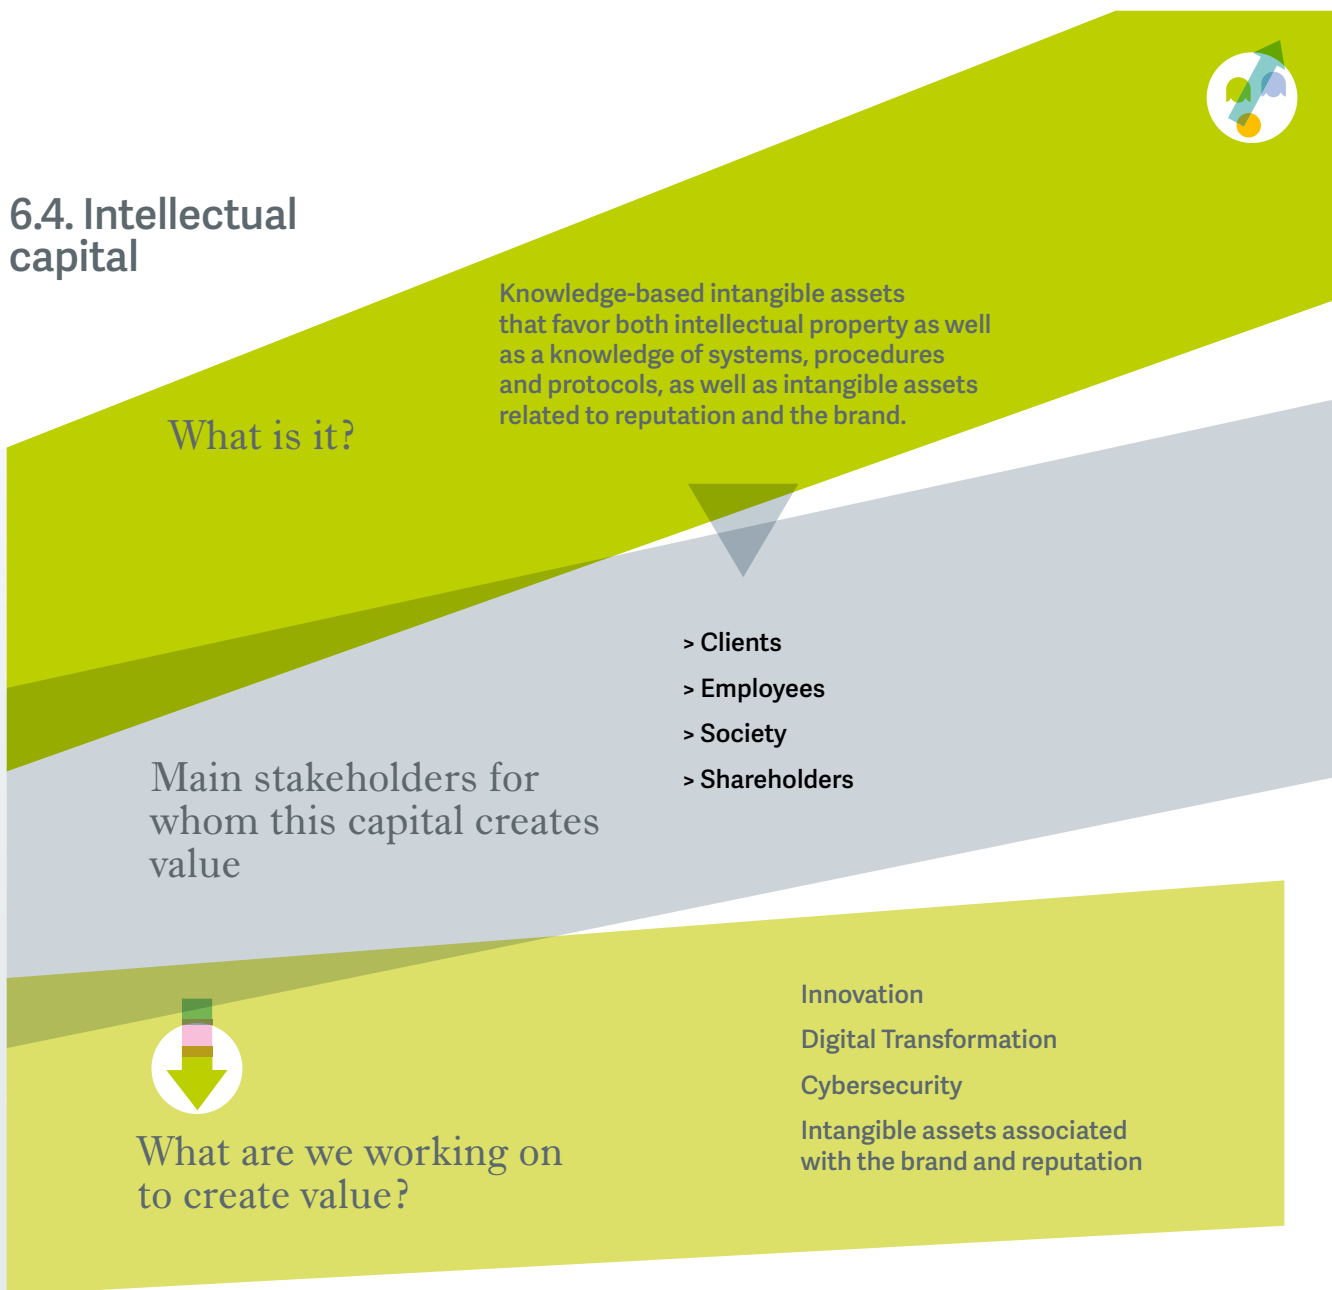 6.4. Intellectual
capital
What is it?
Knowledge-based intangible assets
that favor both intellectual property as well
as a knowledge of systems, procedures
and protocols, as well as intangible assets
related to reputation and the brand.
Main stakeholders for
whom this capital creates
value
> Clients
> Employees
> Society
> Shareholders
What are we working on
to create value?
Innovation
Digital Transformation
Cybersecurity
Intangible assets associated
with the brand and reputation